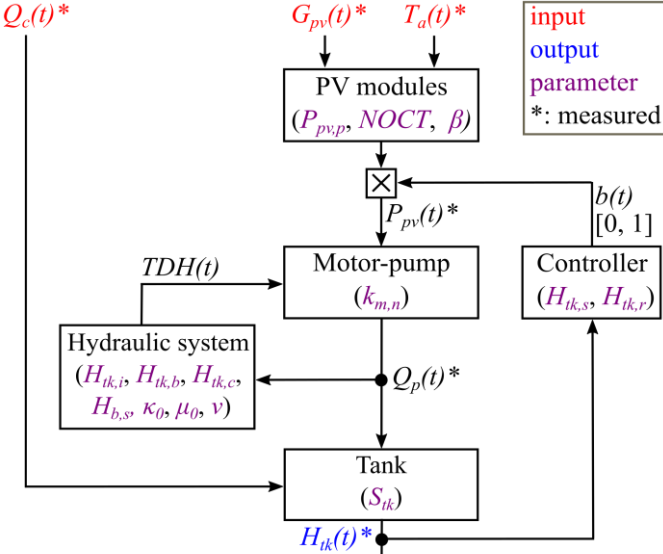 Q_c(t)*
G_pv(t)*
T_a(t)*
input
output
parameter
*: measured
PV modules
(P_pv,p, NOCT, β)
×
P_pv(t)*
b(t)
[0, 1]
TDH(t)
Motor-pump
(k_m,n)
Controller
(H_tk,s, H_tk,r)
Hydraulic system
(H_tk,i, H_tk,b, H_tk,c,
H_b,s, κ_0, μ_0, ν)
Q_p(t)*
Tank
(S_tk)
H_tk(t)*